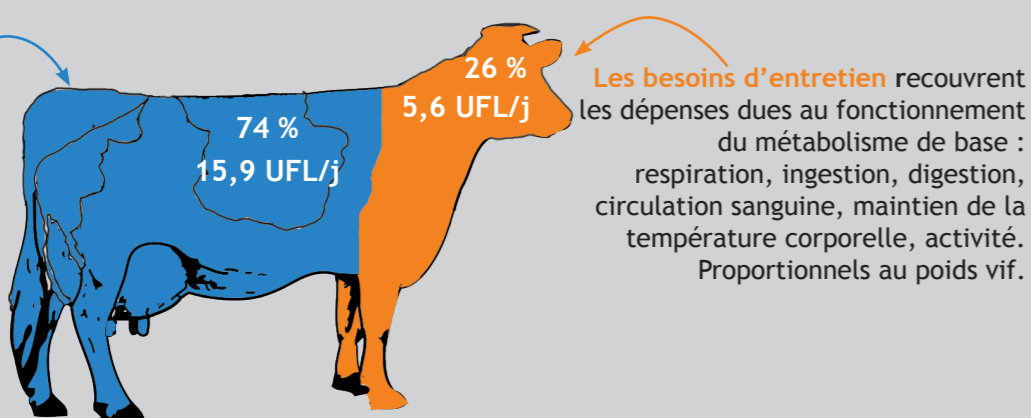 74 %
15,9 UFL/j
26 %
5,6 UFL/j
Les besoins d’entretien recouvrent
les dépenses dues au fonctionnement
du métabolisme de base :
respiration, ingestion, digestion,
circulation sanguine, maintien de la
température corporelle, activité.
Proportionnels au poids vif.